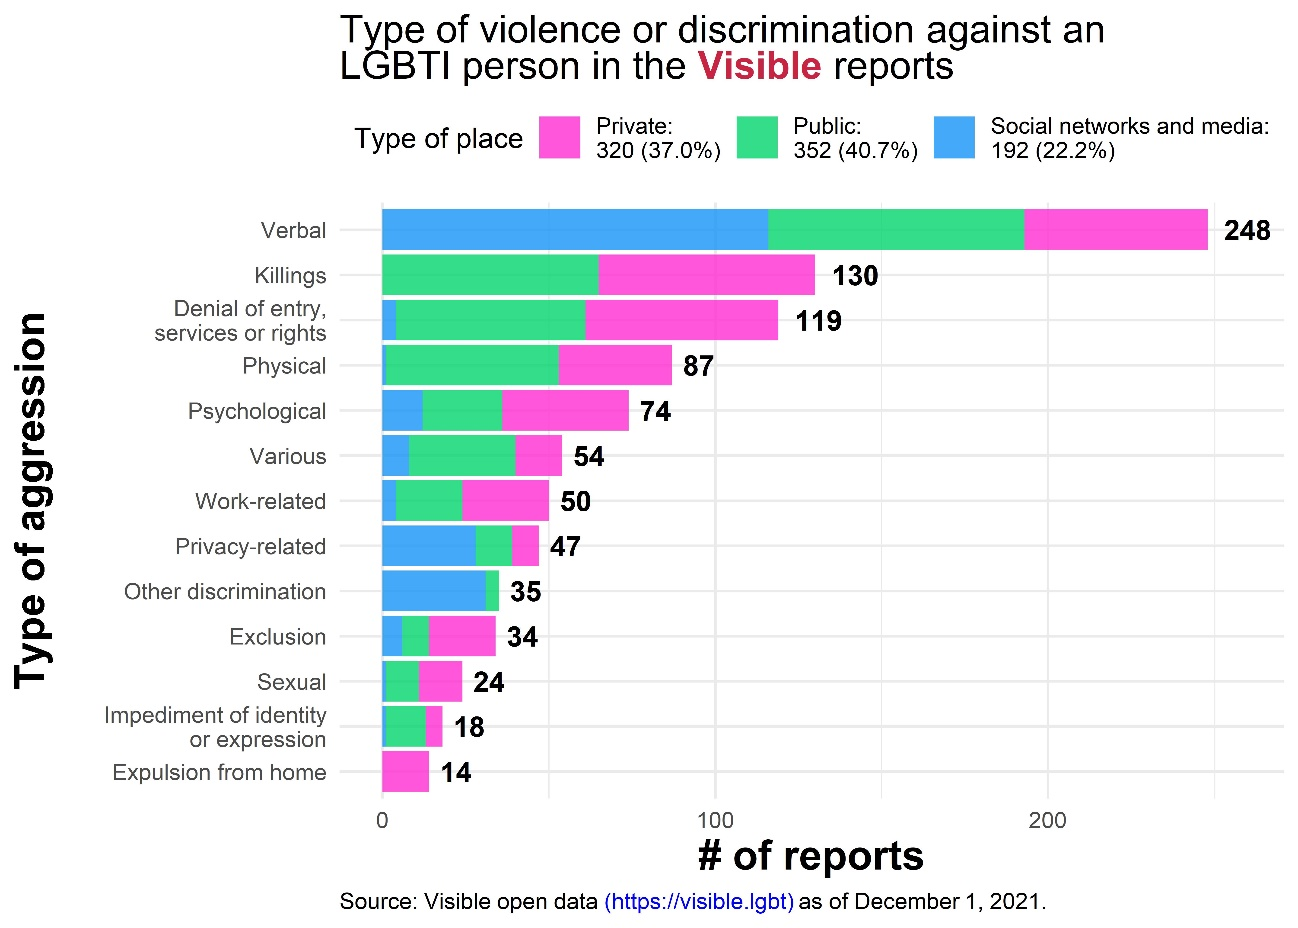 Type of violence or discrimination against an
LGBTI person in the Visible reports
Type of place
Private:
320 (37.0%)
Public:
352 (40.7%)
Social networks and media:
192 (22.2%)
Type of aggression
Verbal
248
Killings
130
Denial of entry,
services or rights
119
Physical
87
Psychological
74
Various
54
Work-related
50
Privacy-related
47
Other discrimination
35
Exclusion
34
Sexual
24
Impediment of identity
or expression
18
Expulsion from home
14
0 100 200
# of reports
Source: Visible open data (https://visible.lgbt) as of December 1, 2021.